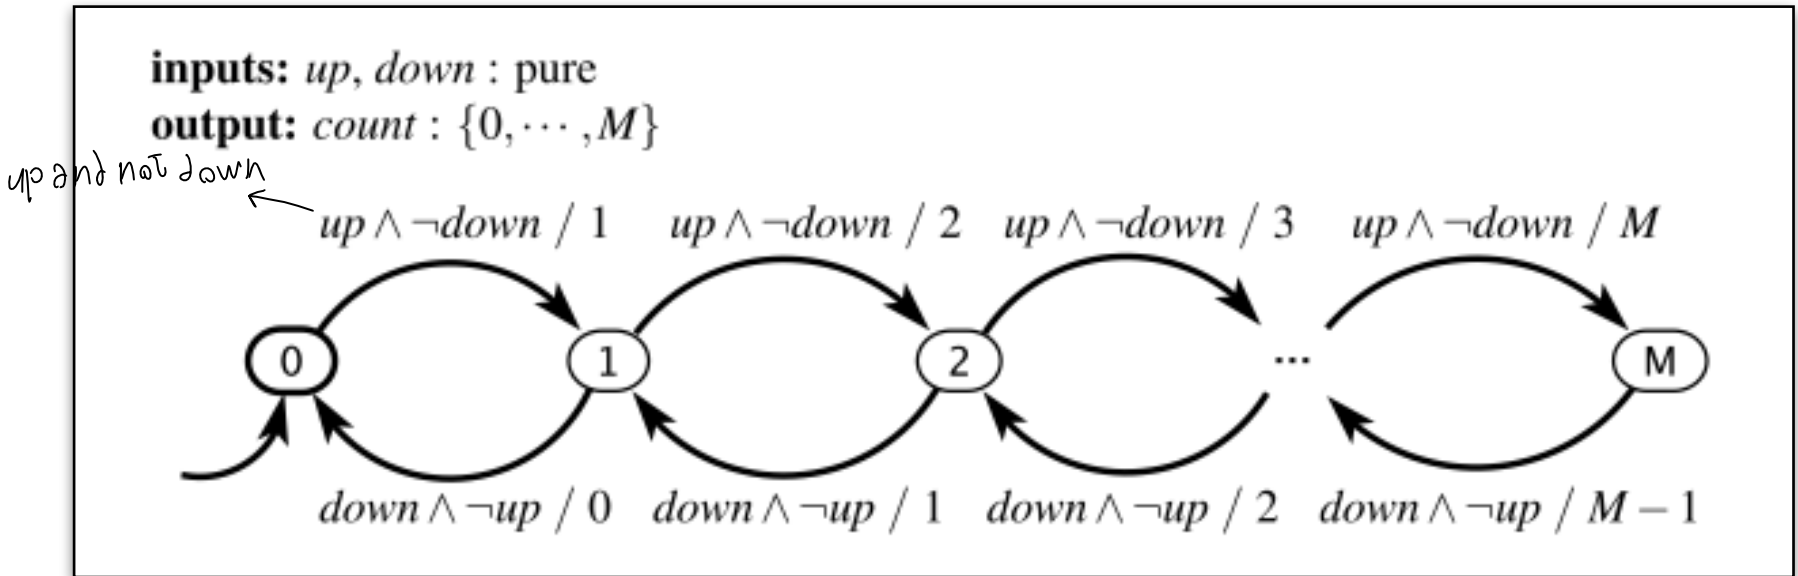 inputs: up, down : pure
output: count : {0, ⋯ , M}
up and not down
up ∧ ¬down / 1 up ∧ ¬down / 2 up ∧ ¬down / 3 up ∧ ¬down / M
0 1 2 ... M
down ∧ ¬up / 0 down ∧ ¬up / 1 down ∧ ¬up / 2 down ∧ ¬up / M − 1